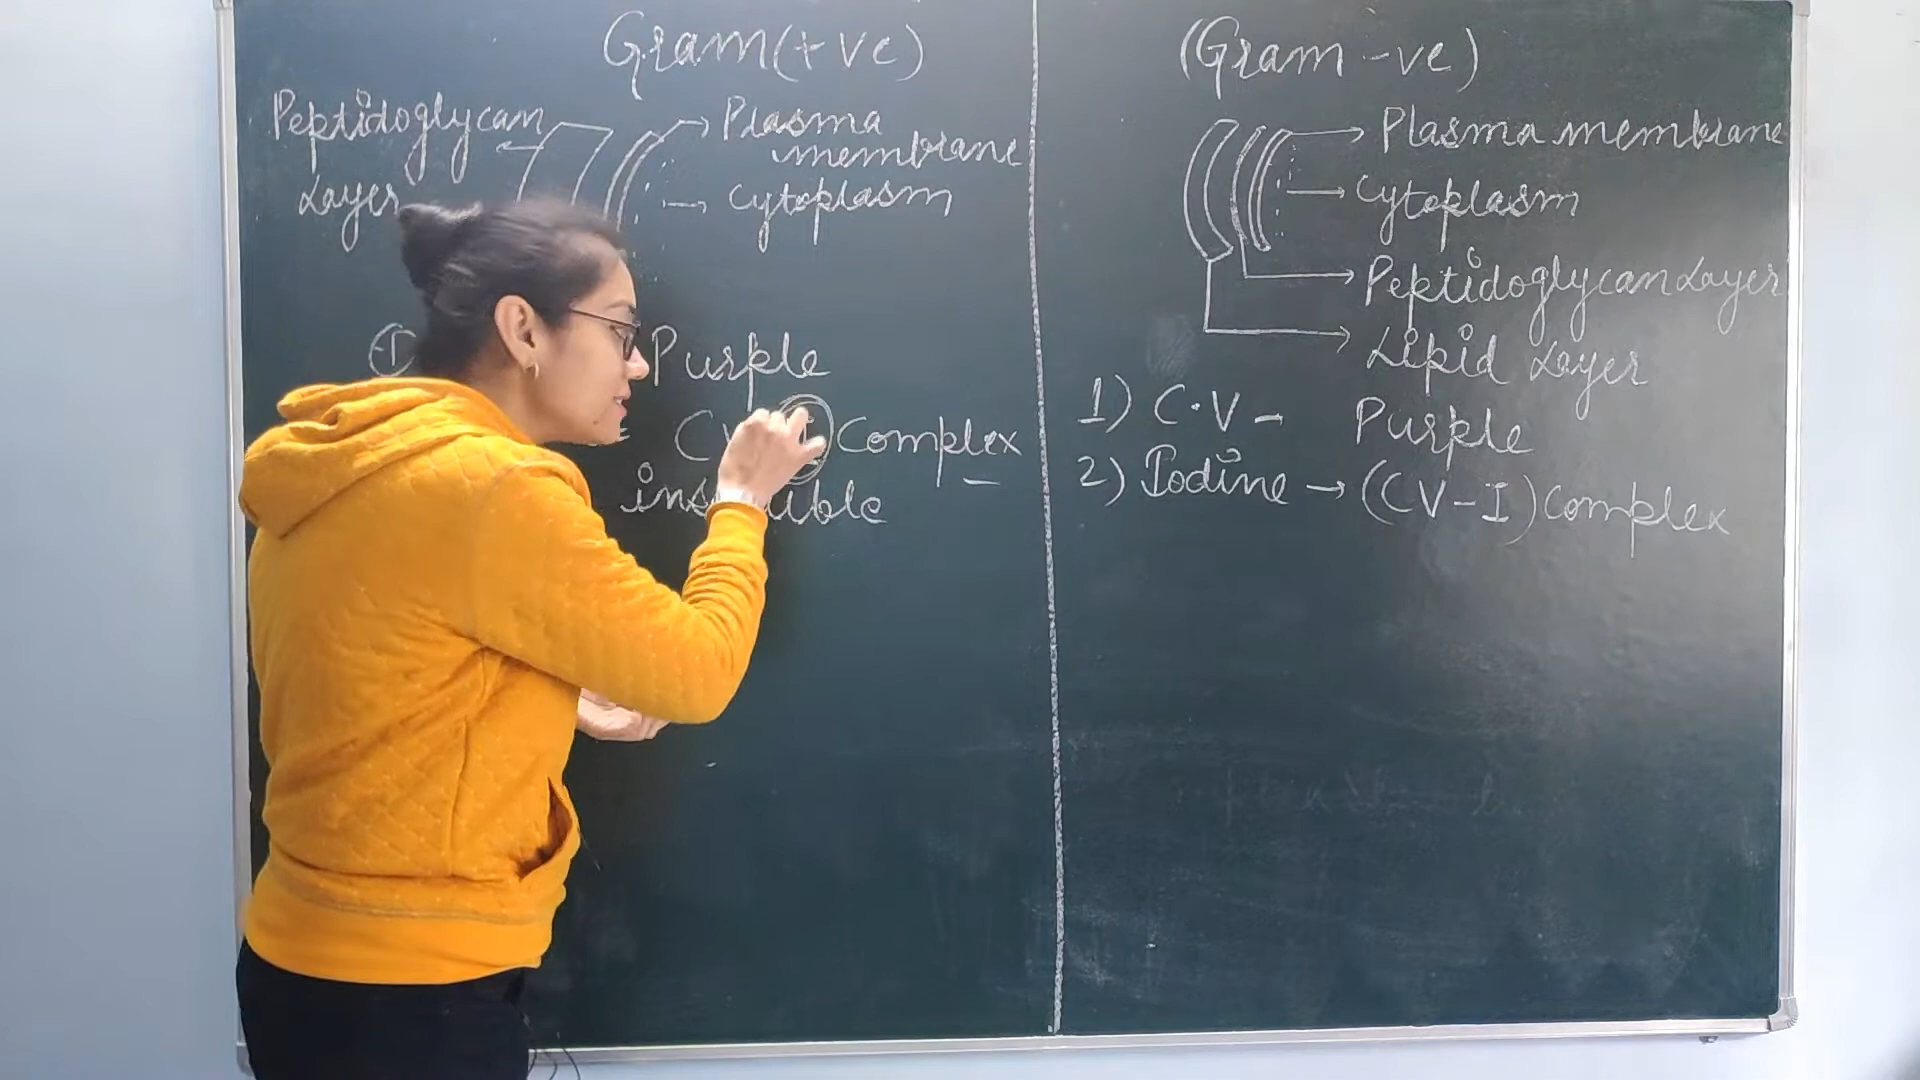 Gram(+ve)
Peptidoglycan
Layer
Plasma
membrane
Cytoplasm
Purple
Complex
(Gram -ve)
Plasma membrane
Cytoplasm
Peptidoglycan Layer
Lipid Layer
1) C.V - Purple
2) Iodine → (CV-I) Complex